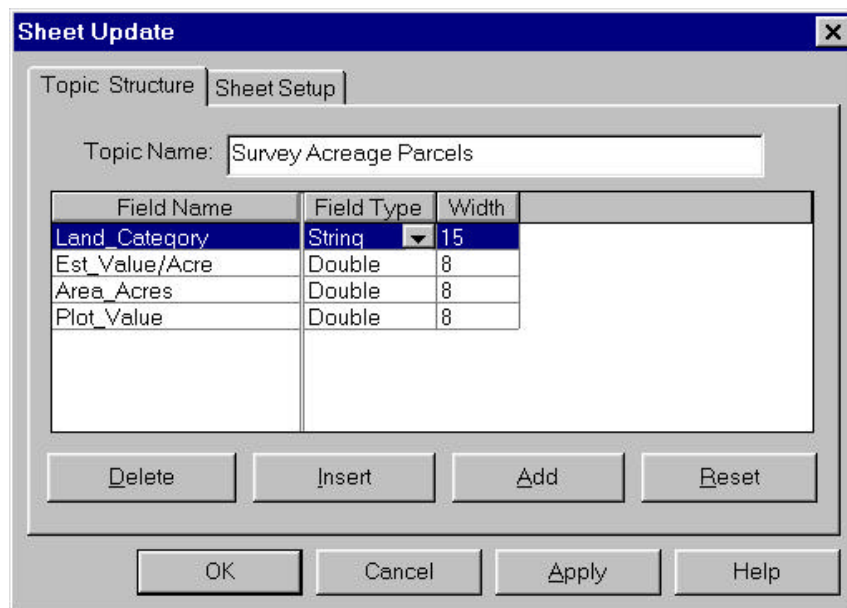 Sheet Update
Topic Structure Sheet Setup
Topic Name: Survey Acreage Parcels
Field Name Field Type Width
Land_Category String 15
Est_Value/Acre Double 8
Area_Acres Double 8
Plot_Value Double 8
Delete Insert Add Reset
OK Cancel Apply Help